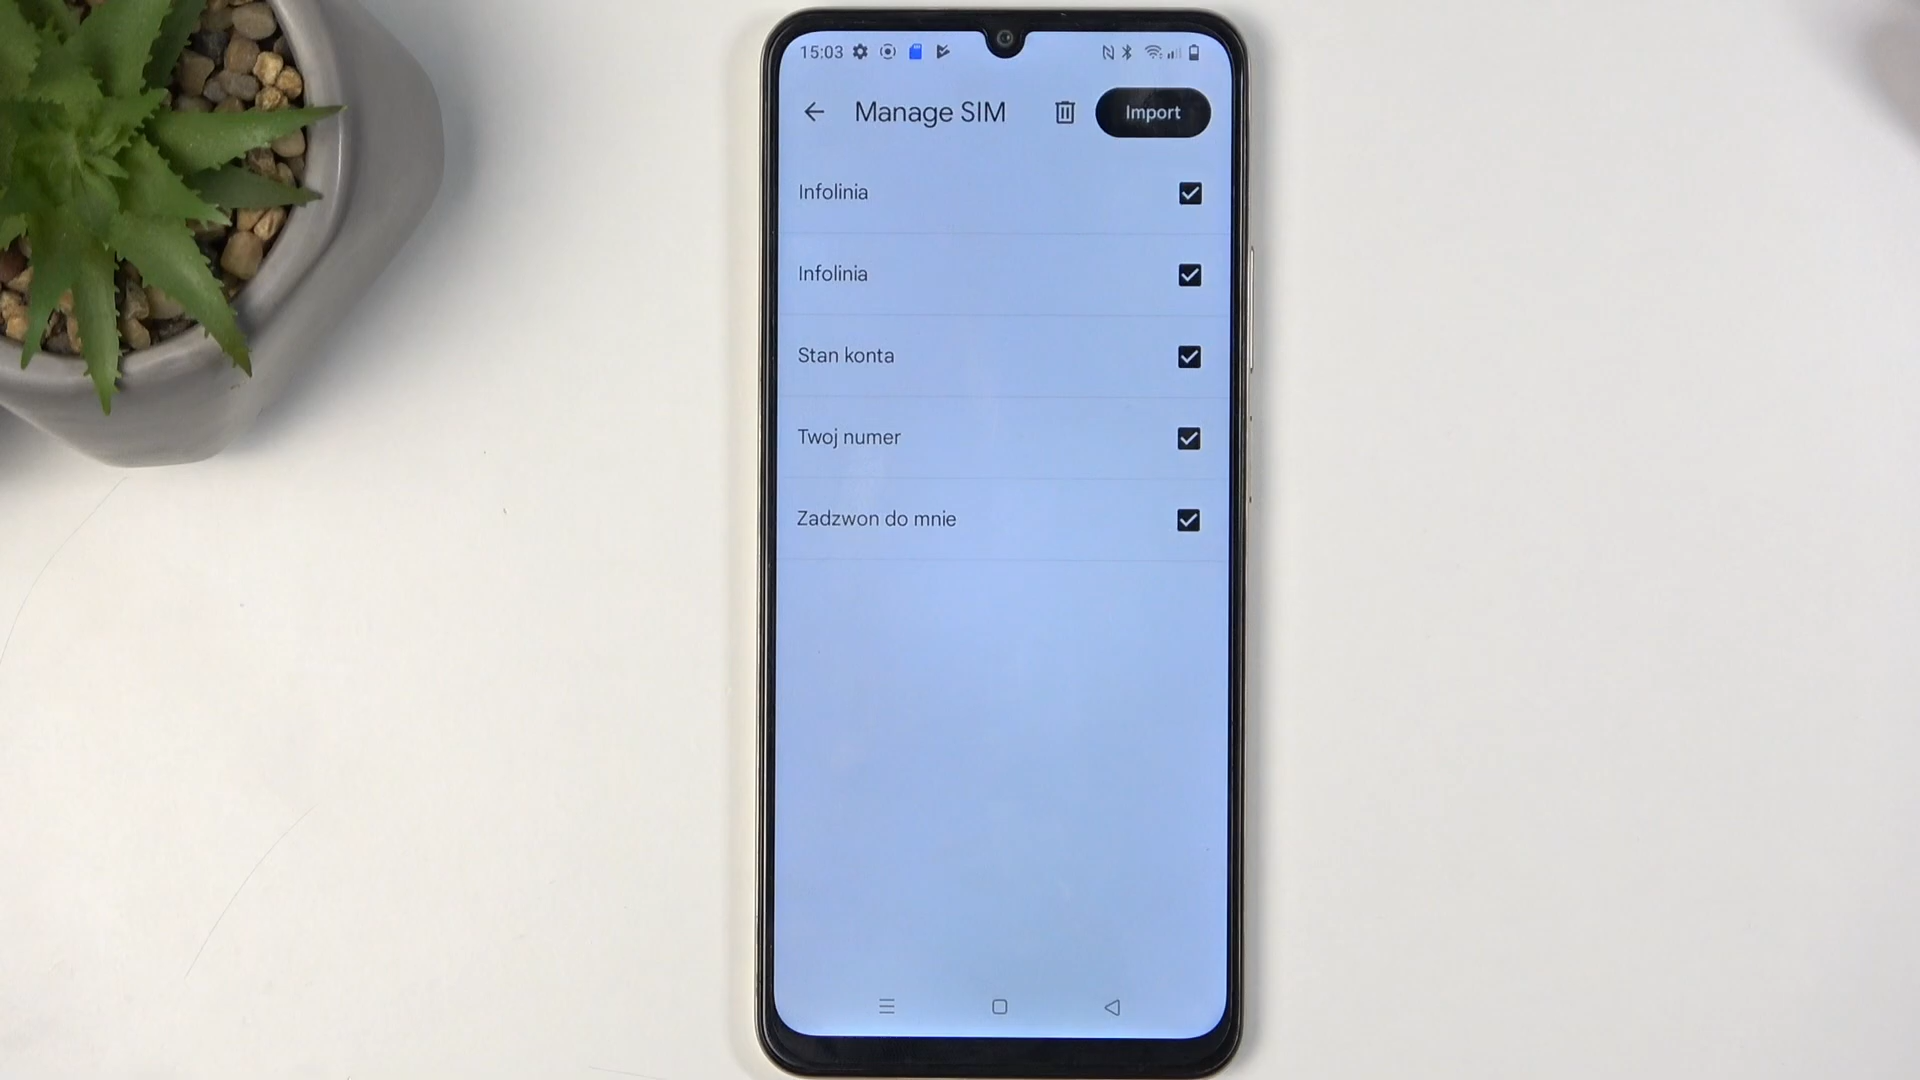 15:03
Manage SIM
Import
Infolinia
Infolinia
Stan konta
Twoj numer
Zadzwon do mnie